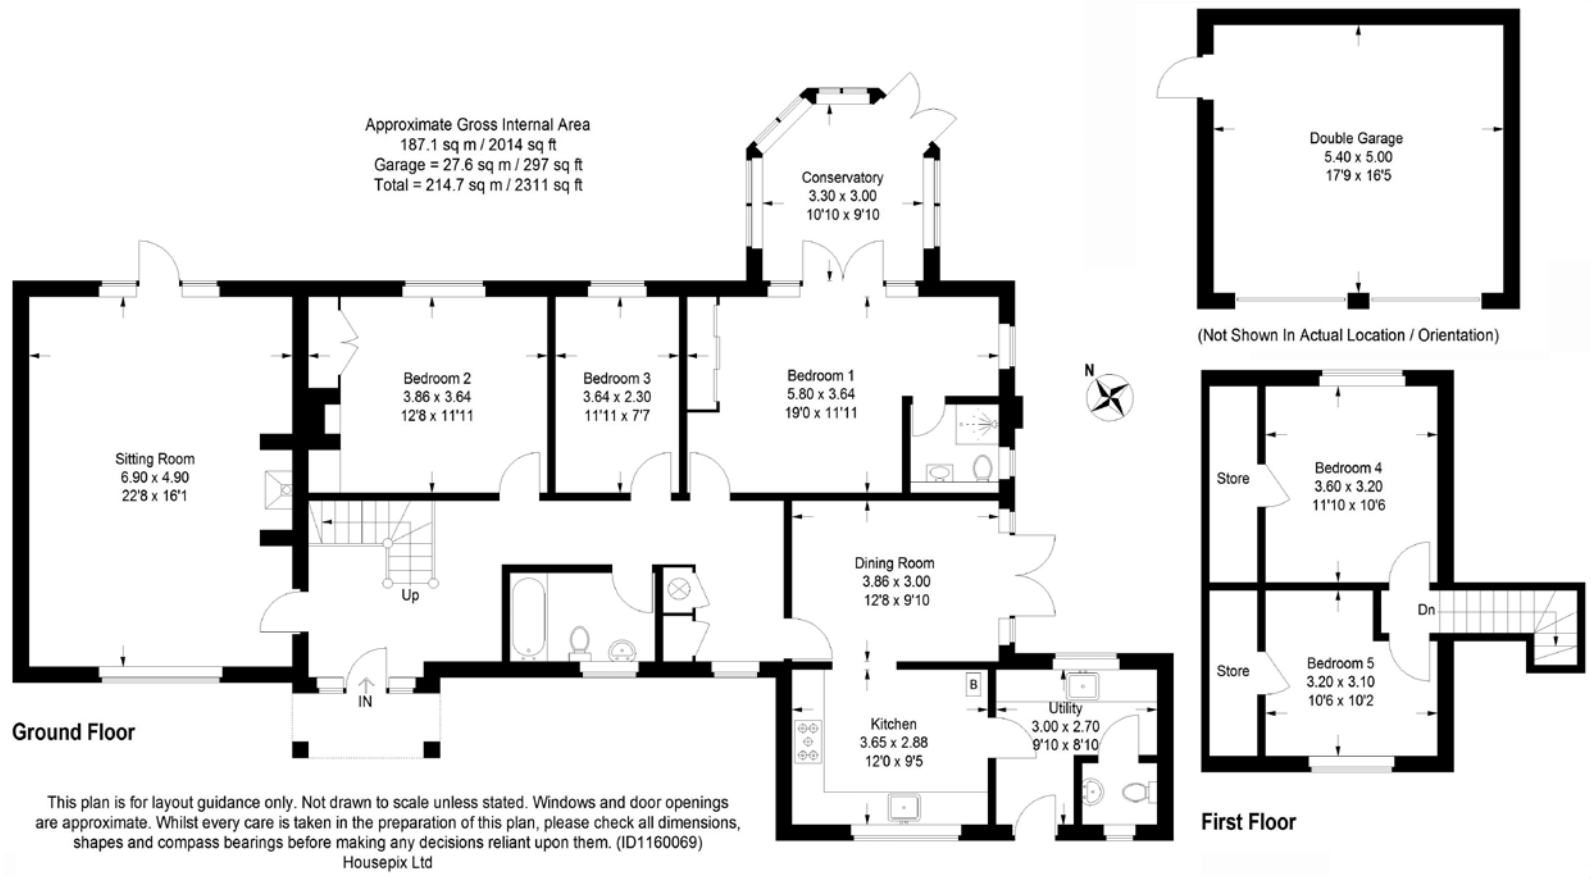 Approximate Gross Internal Area
187.1 sq m / 2014 sq ft
Garage = 27.6 sq m / 297 sq ft
Total = 214.7 sq m / 2311 sq ft
Conservatory
3.30 x 3.00
10'10 x 9'10
Double Garage
5.40 x 5.00
17'9 x 16'5
(Not Shown In Actual Location / Orientation)
Sitting Room
6.90 x 4.90
22'8 x 16'1
Bedroom 2
3.86 x 3.64
12'8 x 11'11
Bedroom 3
3.64 x 2.30
11'11 x 7'7
Bedroom 1
5.80 x 3.64
19'0 x 11'11
N
Dining Room
3.86 x 3.00
12'8 x 9'10
Up
IN
B
Kitchen
3.65 x 2.88
12'0 x 9'5
Utility
3.00 x 2.70
9'10 x 8'10
Store
Bedroom 4
3.60 x 3.20
11'10 x 10'6
Dn
Store
Bedroom 5
3.20 x 3.10
10'6 x 10'2
Ground Floor
First Floor
This plan is for layout guidance only. Not drawn to scale unless stated. Windows and door openings
are approximate. Whilst every care is taken in the preparation of this plan, please check all dimensions,
shapes and compass bearings before making any decisions reliant upon them. (ID1160069)
Housepix Ltd